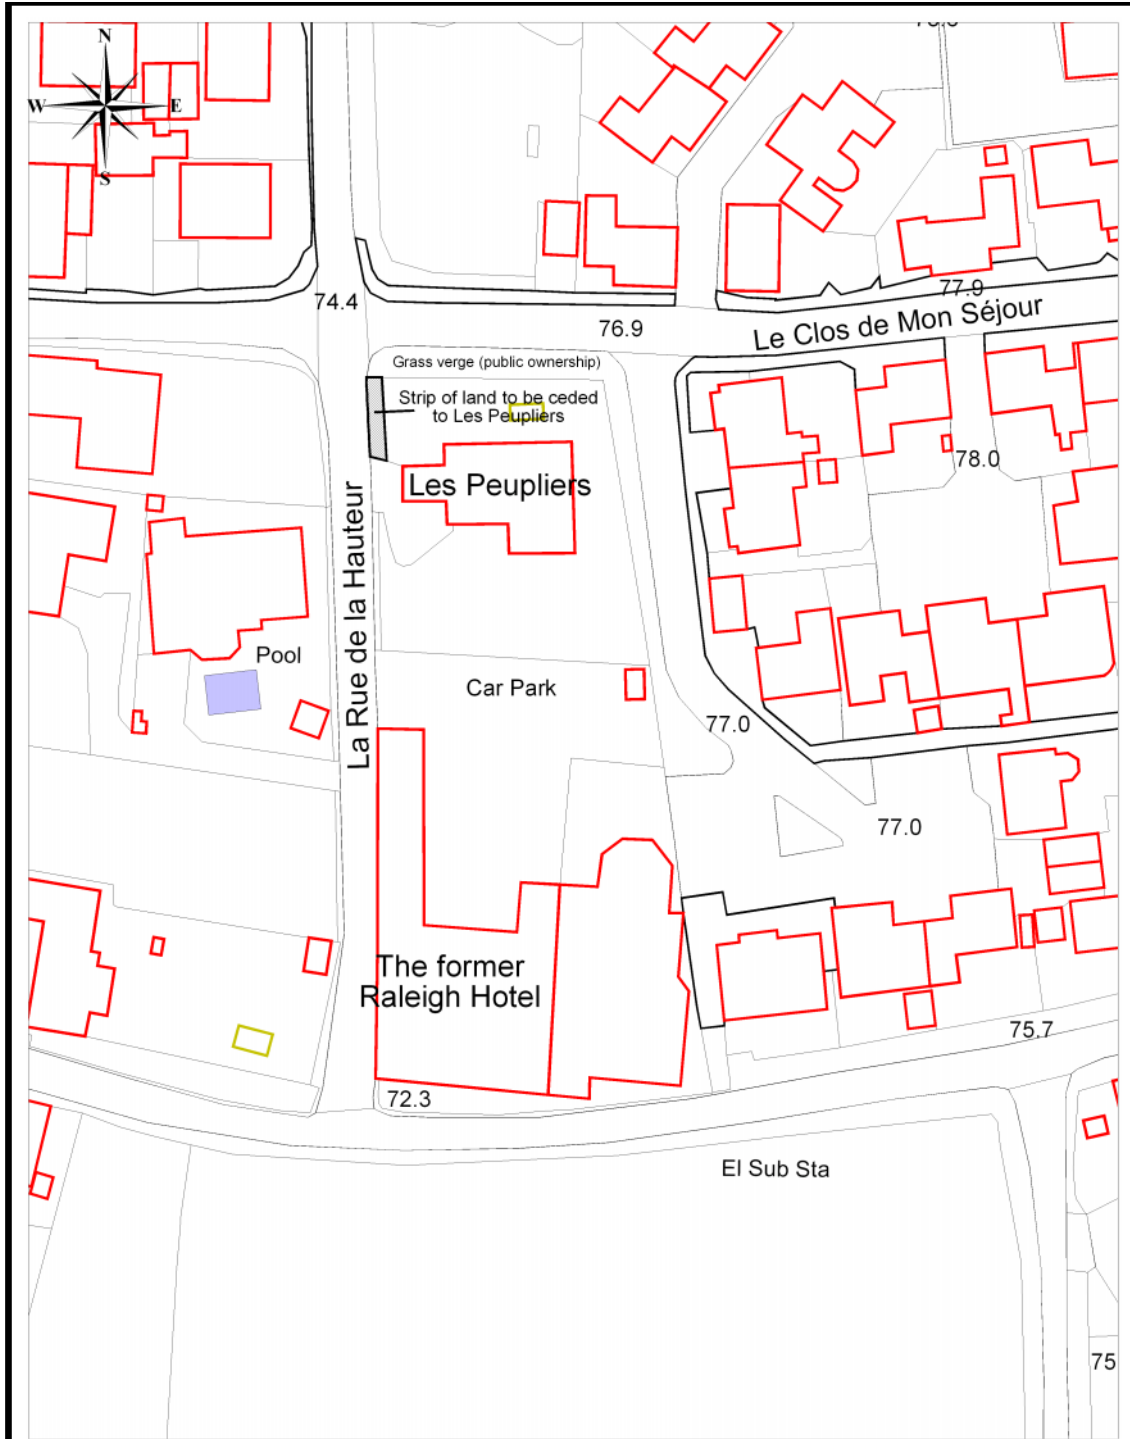 N
W
E
S
74.4
76.9
77.9
Le Clos de Mon Séjour
Grass verge (public ownership)
Strip of land to be ceded
to Les Peupliers
Les Peupliers
78.0
La Rue de la Hauteur
Pool
Car Park
77.0
77.0
The former
Raleigh Hotel
75.7
72.3
El Sub Sta
75